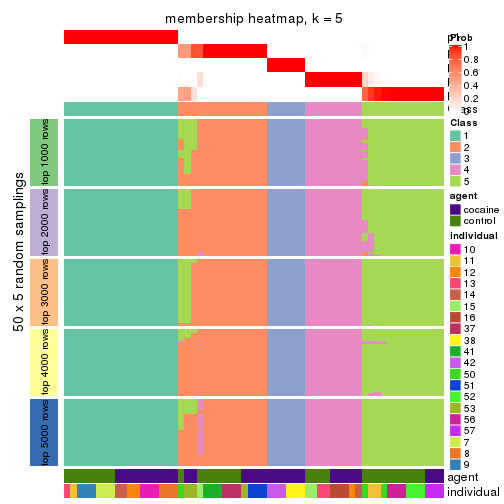 membership heatmap, k = 5
50 x 5 random samplings
top 1000 rows
top 2000 rows
top 3000 rows
top 4000 rows
top 5000 rows
Prob
1
0.8
0.6
0.4
0.2
0
Class
1
2
3
4
5
agent
cocaine
control
individual
10
11
12
13
14
15
16
37
38
41
42
50
51
52
53
56
57
7
8
9
agent
individual